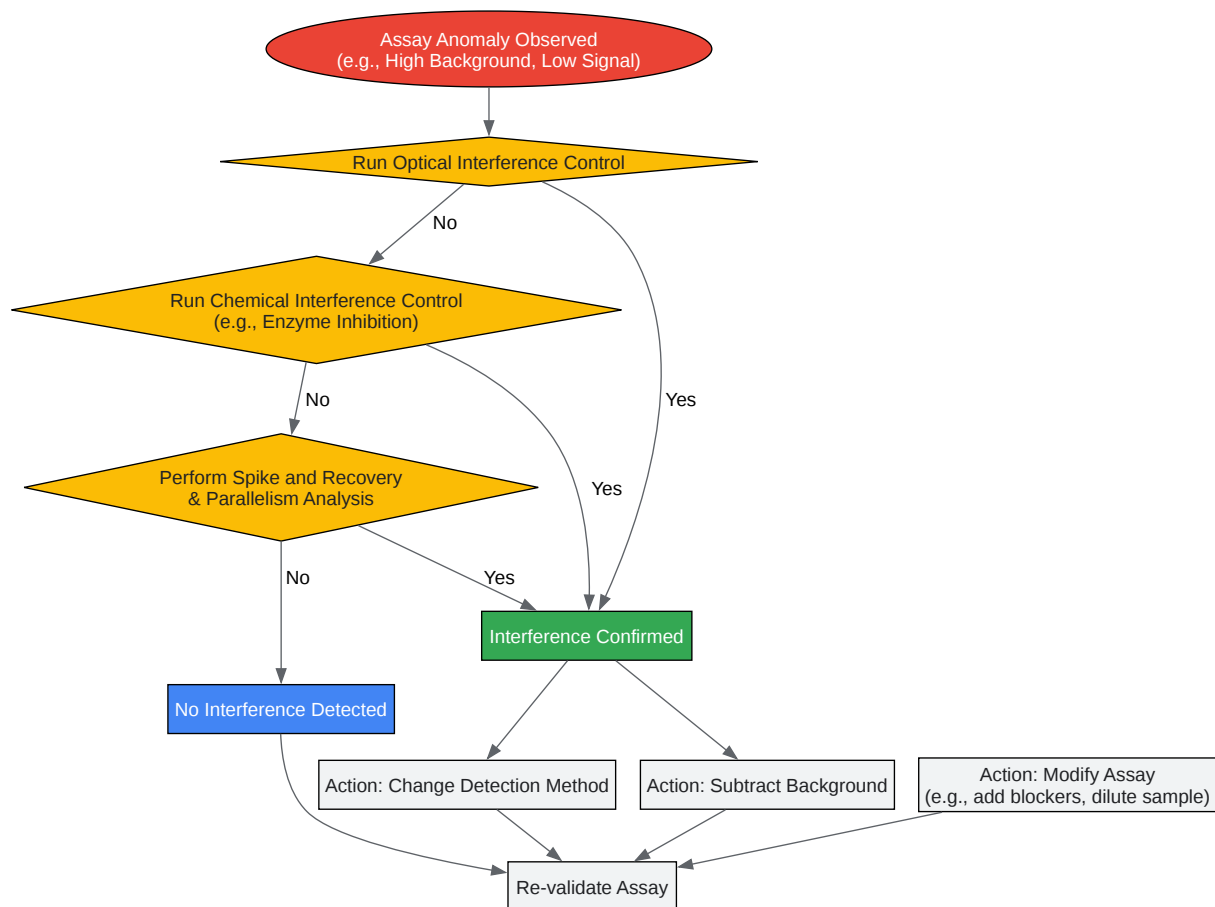 Assay Anomaly Observed
(e.g., High Background, Low Signal)
Run Optical Interference Control
No
Run Chemical Interference Control
(e.g., Enzyme Inhibition)
No
Yes
Perform Spike and Recovery
& Parallelism Analysis
Yes
No
Yes
Interference Confirmed
No Interference Detected
Action: Change Detection Method
Action: Subtract Background
Action: Modify Assay
(e.g., add blockers, dilute sample)
Re-validate Assay